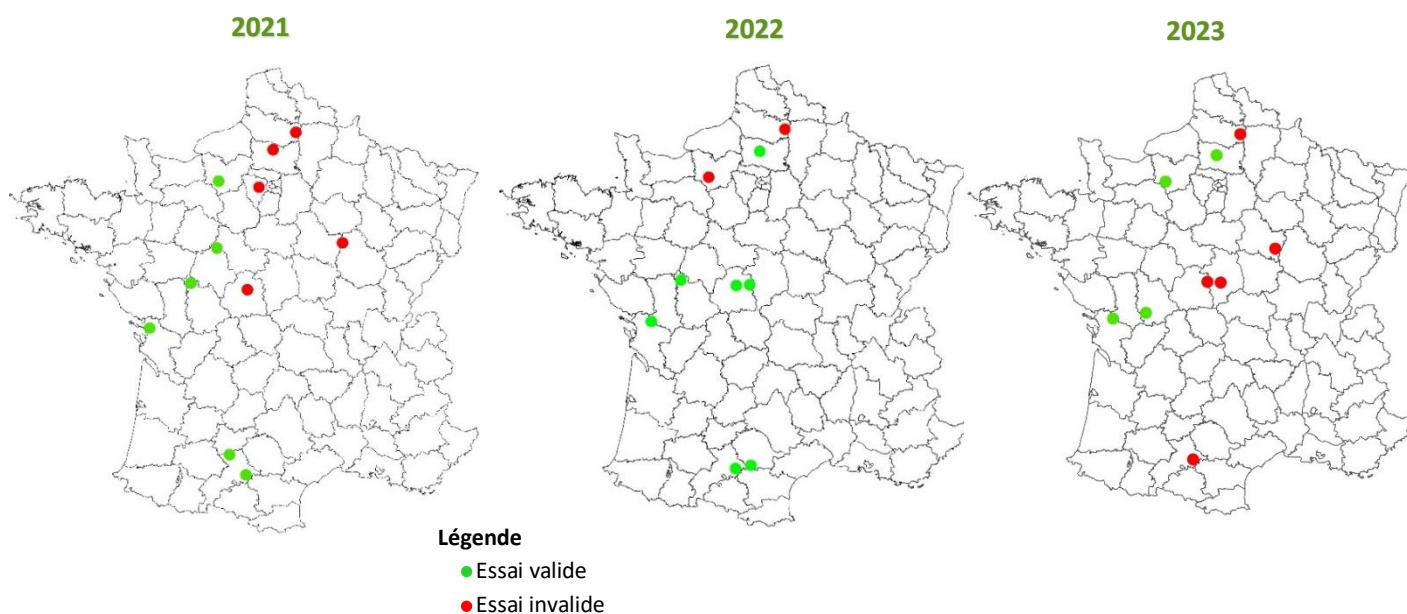 2021
2022
2023
Légende
Essai valide
Essai invalide